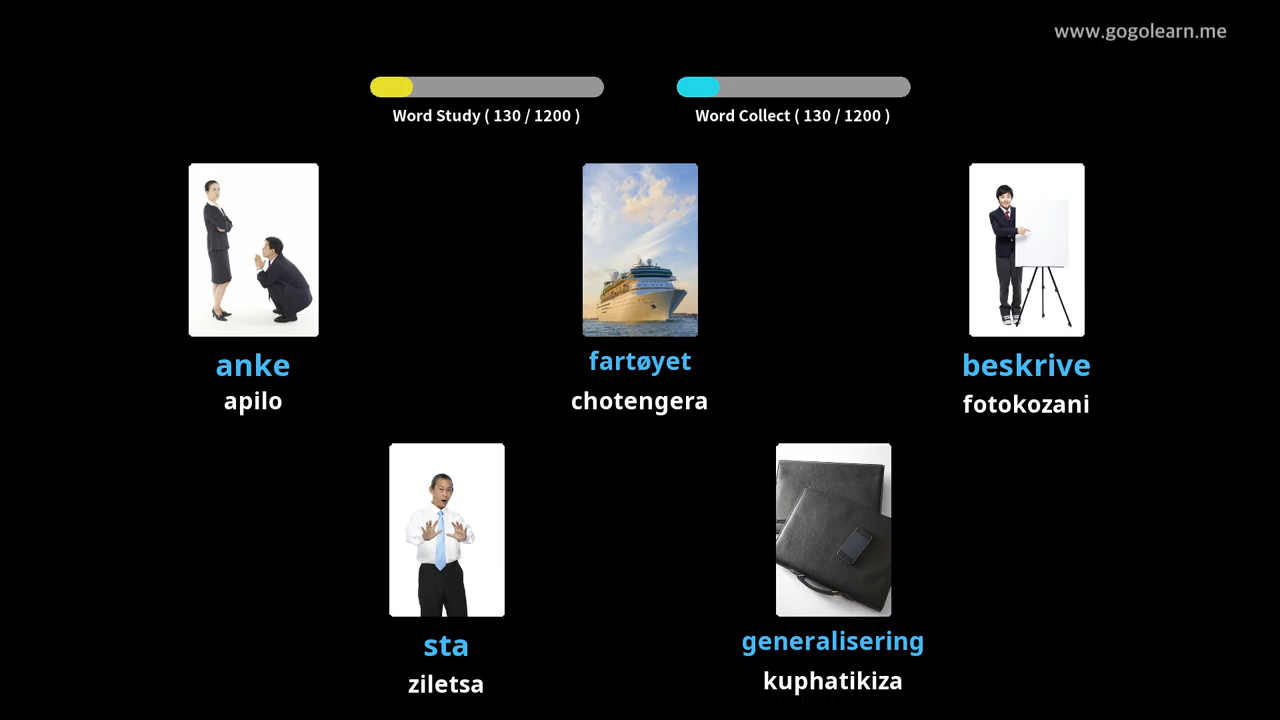 www.gogolearn.me
Word Study ( 130 / 1200 )
Word Collect ( 130 / 1200 )
anke
apilo
fartøyet
chotengera
beskrive
fotokozani
sta
ziletsa
generalisering
kuphatikiza